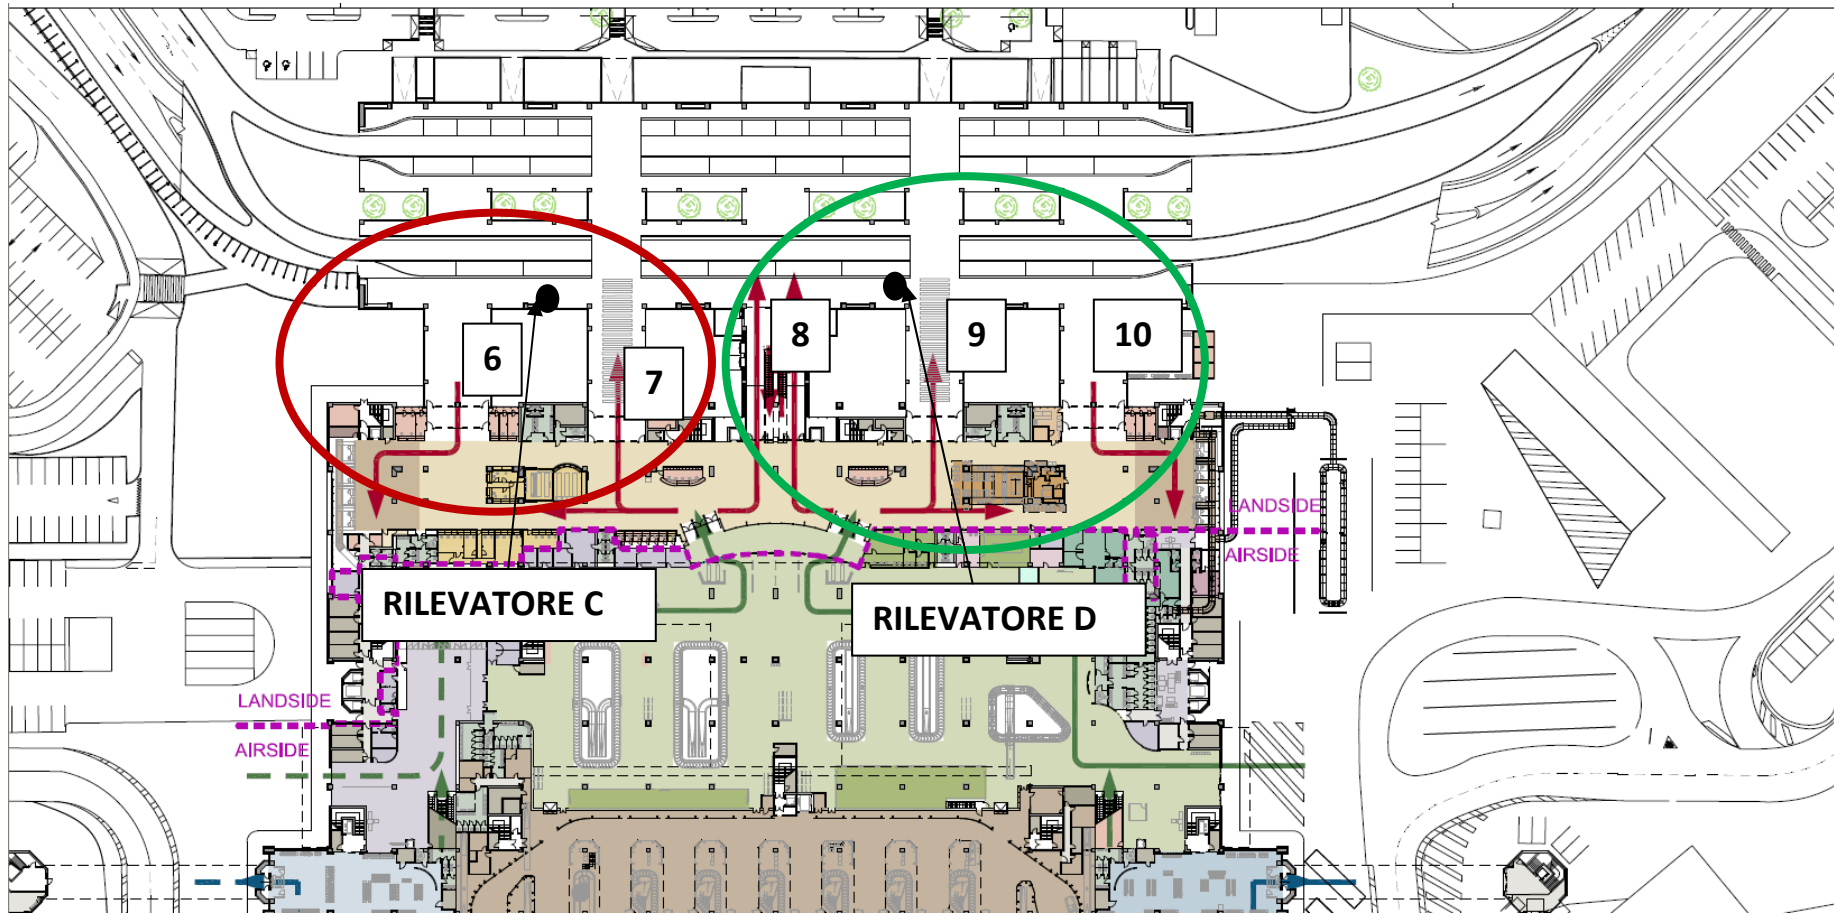 8
9
10
6
7
LANDSIDE
AIRSIDE
RILEVATORE C
RILEVATORE D
LANDSIDE
AIRSIDE